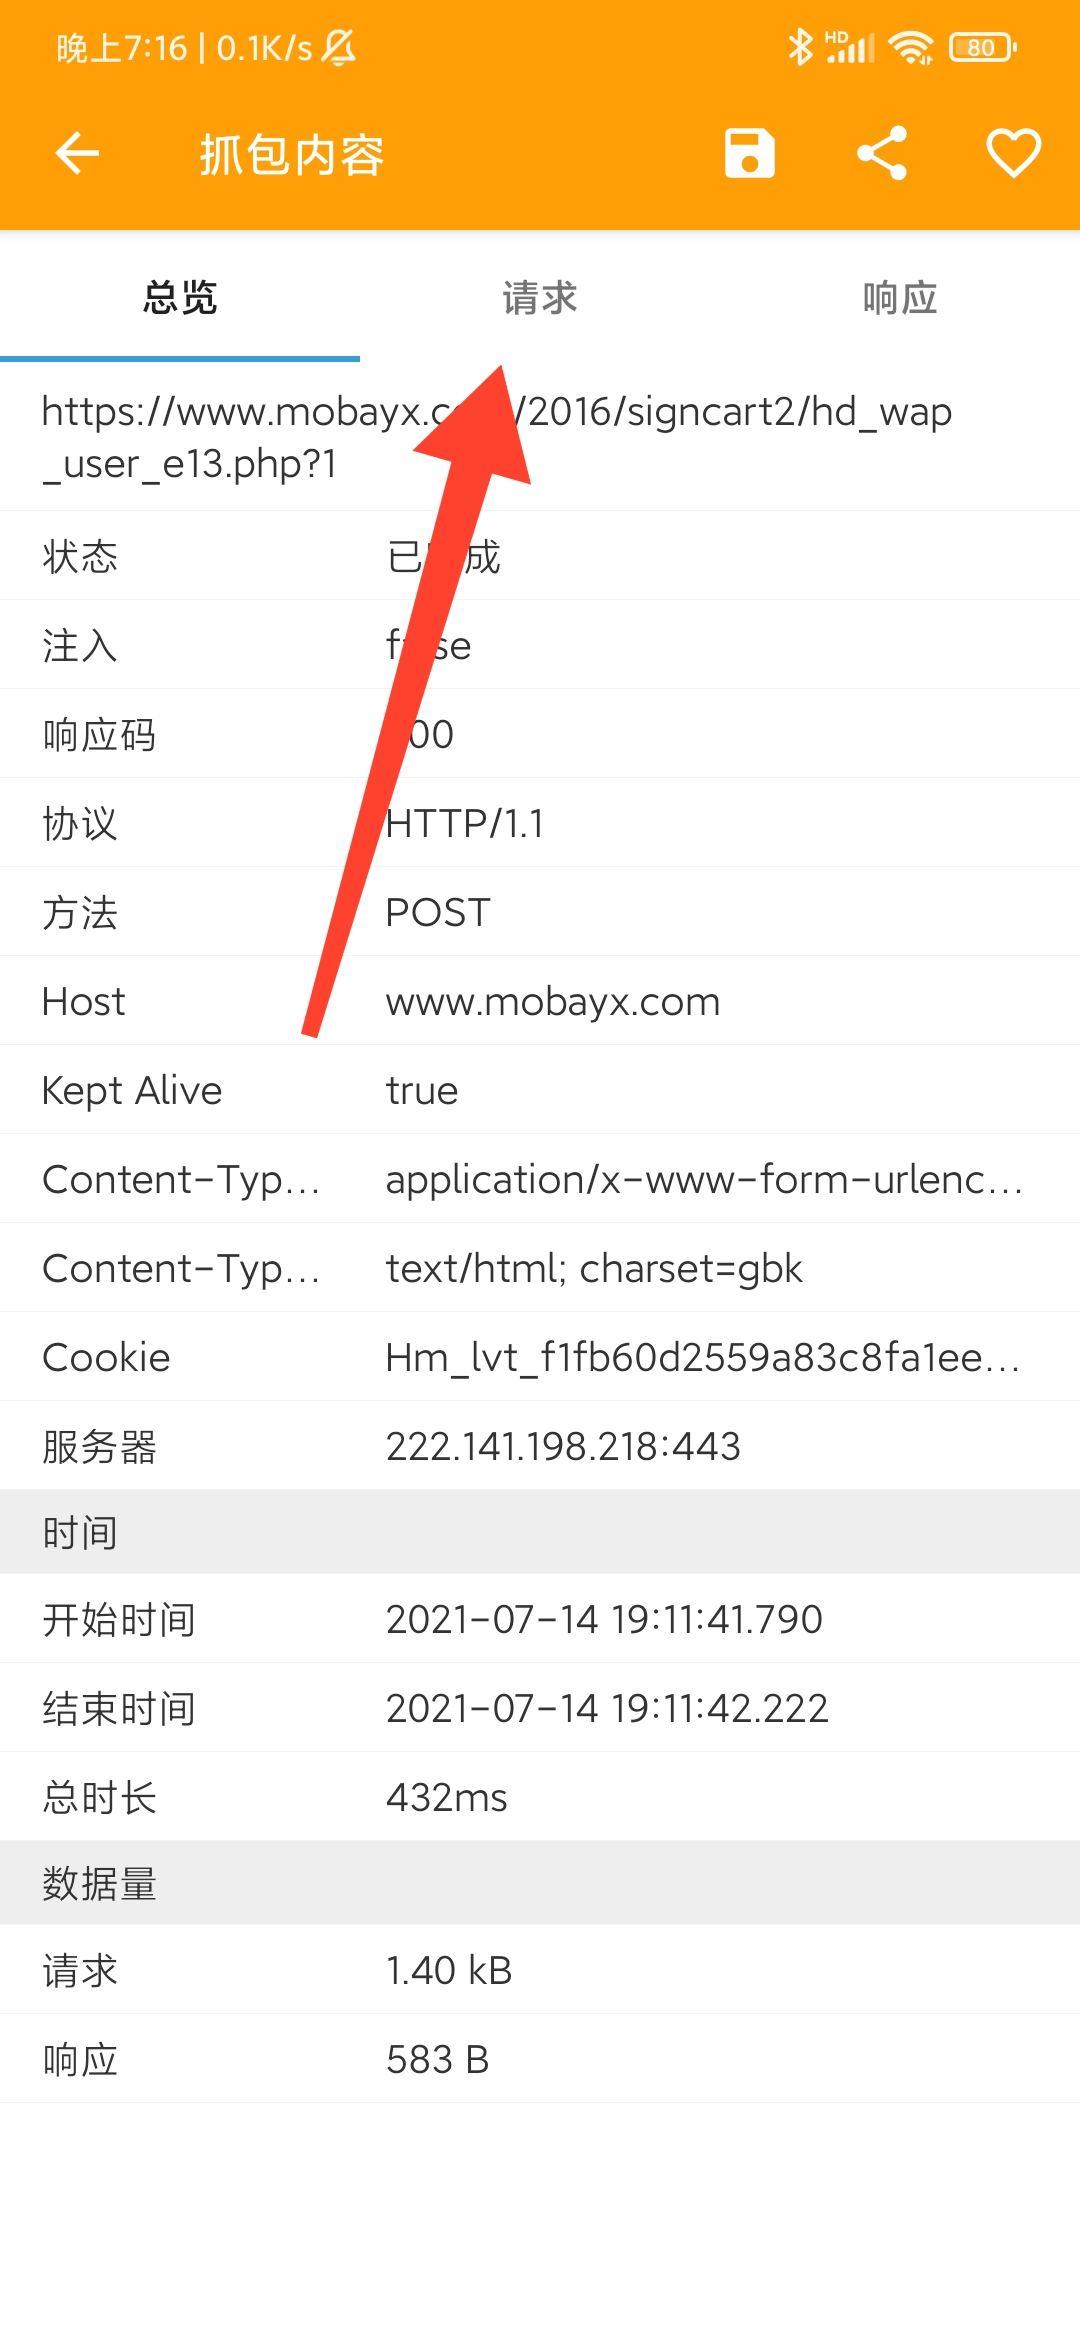 晚上7:16 | 0.1K/s
HD
80
抓包内容
总览
请求
响应
https://www.mobayx.c /2016/signcart2/hd_wap
_user_e13.php?1
状态
已 成
注入
f se
响应码
00
协议
HTTP/1.1
方法
POST
Host
www.mobayx.com
Kept Alive
true
Content-Typ...
application/x-www-form-urlenc...
Content-Typ...
text/html; charset=gbk
Cookie
Hm_lvt_f1fb60d2559a83c8fa1ee...
服务器
222.141.198.218:443
时间
开始时间
2021-07-14 19:11:41.790
结束时间
2021-07-14 19:11:42.222
总时长
432ms
数据量
请求
1.40 kB
响应
583 B